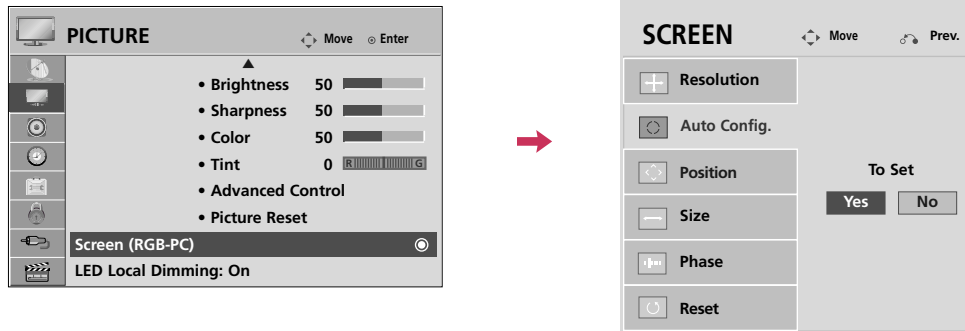 PICTURE
Move Enter
• Brightness 50
• Sharpness 50
• Color 50
• Tint 0 R G
• Advanced Control
• Picture Reset
Screen (RGB-PC)
LED Local Dimming: On
SCREEN
Move Prev.
Resolution
Auto Config.
Position
Size
Phase
Reset
To Set
Yes No